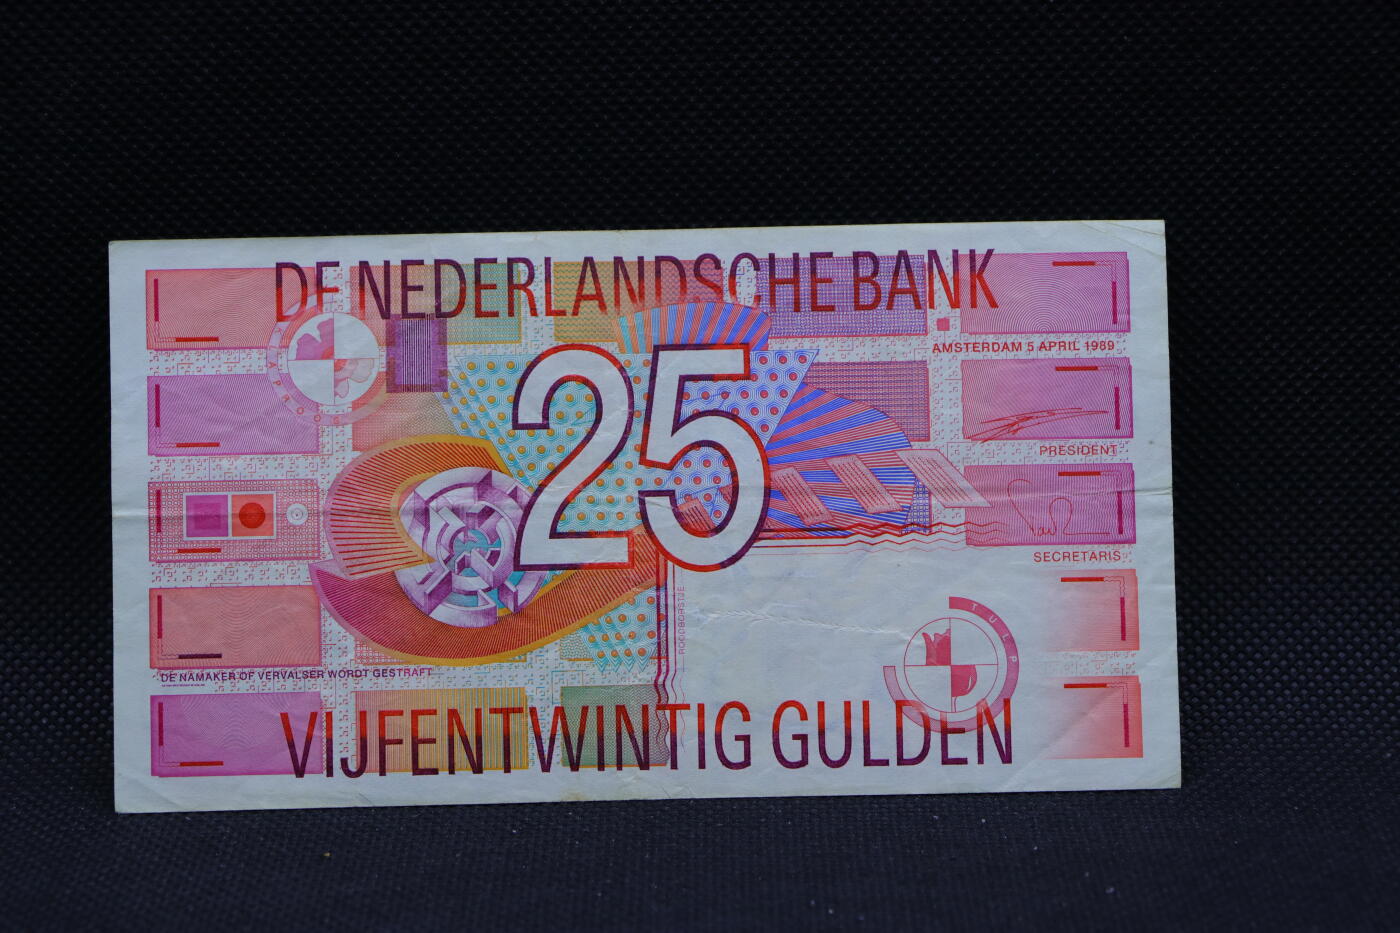 DE NEDERLANDSCHE BANK
AMSTERDAM 5 APRIL 1989
25
PRESIDENT
SECRETARIS
ROODBORSTJE
TULP
DE NAMAKER OF VERVALSER WORDT GESTRAFT
VIJFENTWINTIG GULDEN